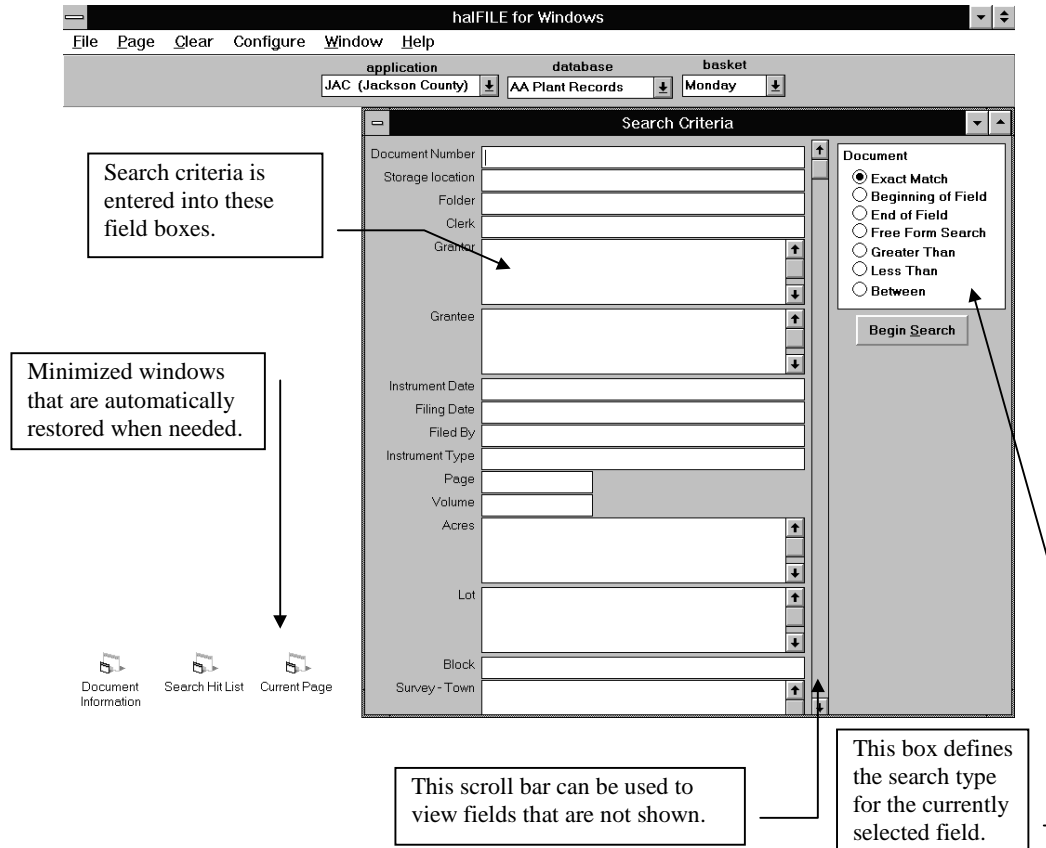 halFILE for Windows
File Page Clear Configure Window Help
application database basket
JAC (Jackson County) AA Plant Records Monday
Search Criteria
Search criteria is
entered into these
field boxes.
Minimized windows
that are automatically
restored when needed.
Document Number
Storage location
Folder
Clerk
Grantor
Grantee
Instrument Date
Filing Date
Filed By
Instrument Type
Page
Volume
Acres
Lot
Block
Survey - Town
Document
Exact Match
Beginning of Field
End of Field
Free Form Search
Greater Than
Less Than
Between
Begin Search
Document
Information
Search Hit List
Current Page
This scroll bar can be used to
view fields that are not shown.
This box defines
the search type
for the currently
selected field.